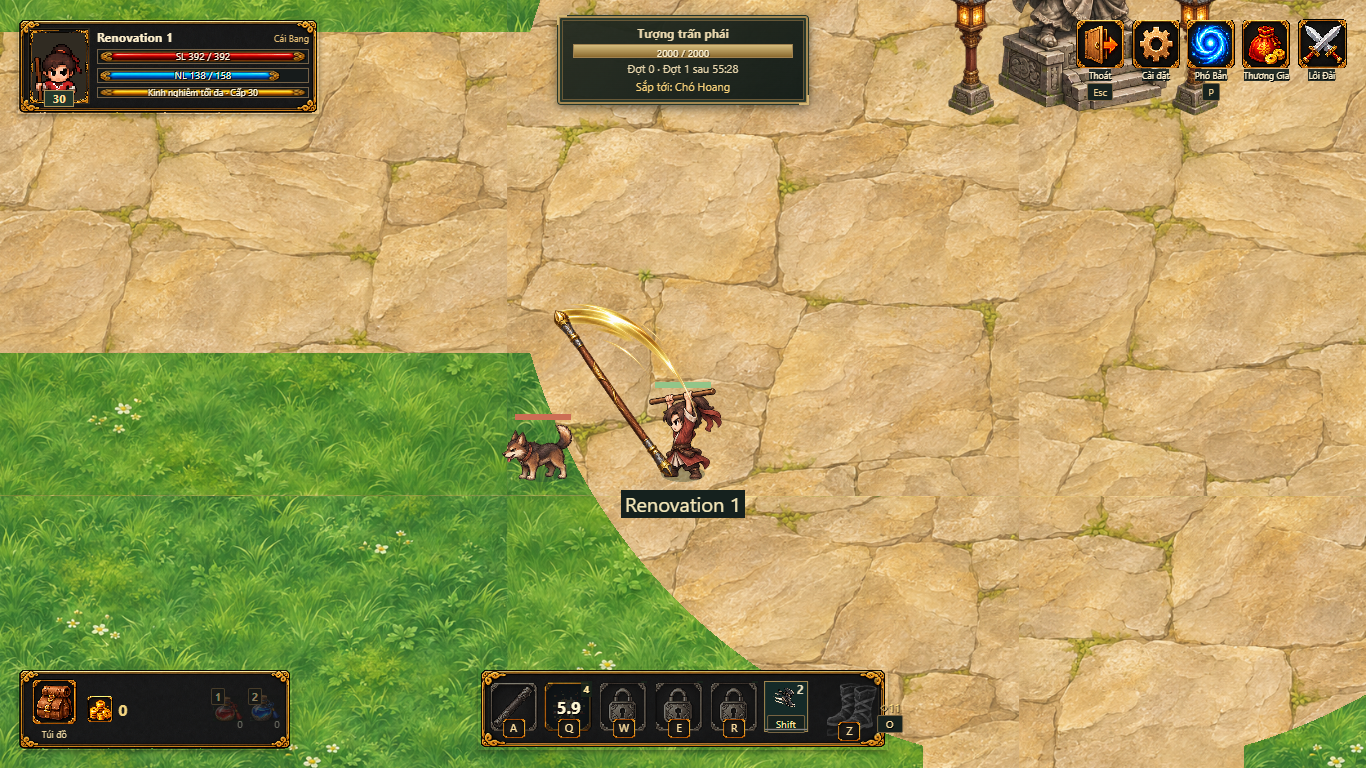 Renovation 1
Cái Bang
SL 392 / 392
NL 138 / 158
Kinh nghiệm tối đa · Cấp 30
30
Tượng trấn phái
2000 / 2000
Đợt 0 · Đợt 1 sau 55:28
Sắp tới: Chó Hoang
Thoát
Cài đặt
Phó Bản
Thương Gia
Lôi Đài
Esc
P
Renovation 1
Túi đồ
0
1
0
2
0
A
5.9
4
Q
W
E
R
2
Shift
Z
O